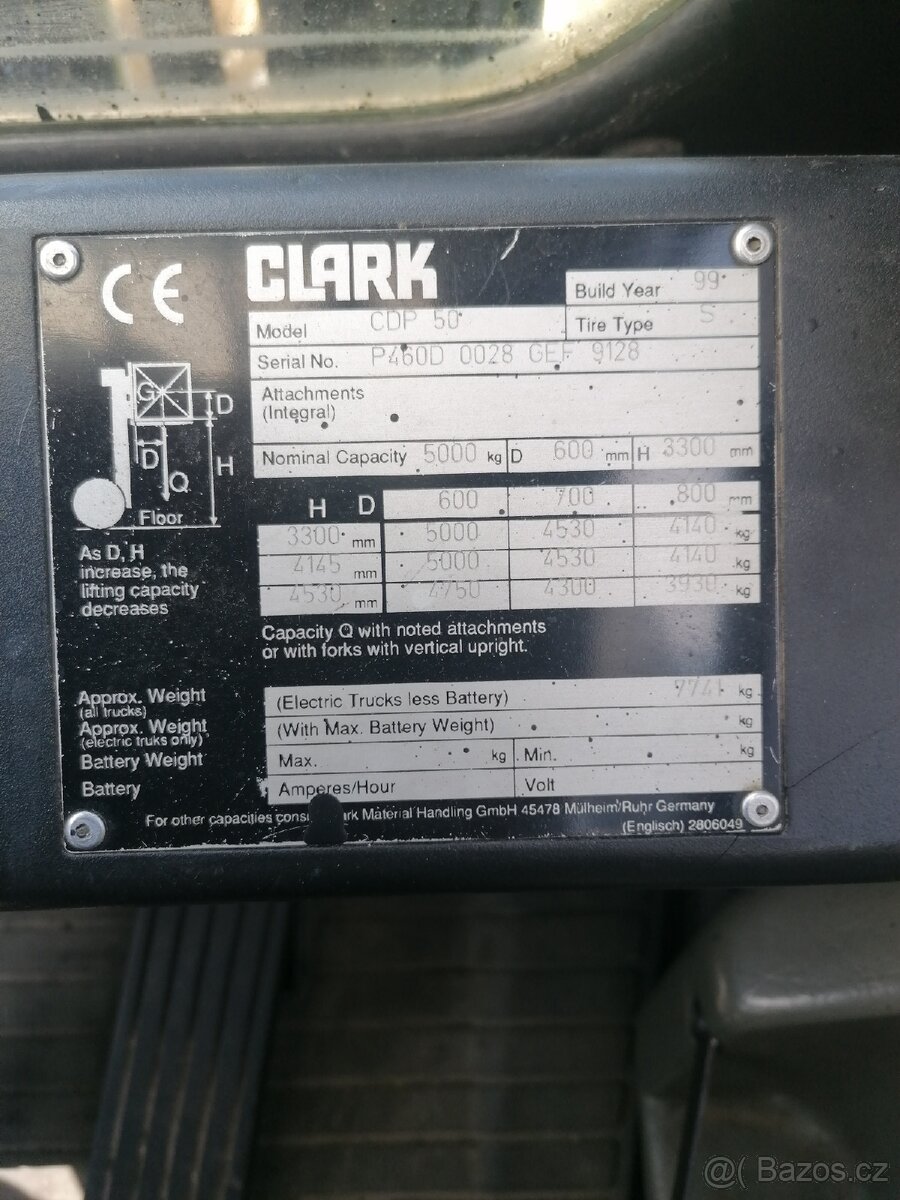 CE
CLARK
Build Year 99
Model CDP 50
Tire Type S
Serial No. P460D 0028 GEF 9128
Attachments
(Integral)
Nominal Capacity 5000 kg D 600 mm H 3300 mm
G
D
D
H
Q
Floor
H D 600 700 800 mm
3300 mm 5000 4530 4140 kg
4145 mm 5000 4530 4140 kg
4530 mm 4750 4300 3930 kg
As D, H
increase, the
lifting capacity
decreases
Capacity Q with noted attachments
or with forks with vertical upright.
Approx. Weight
(all trucks)
(Electric Trucks less Battery) 7741 kg
Approx. Weight
(electric truks only)
(With Max. Battery Weight) kg
Battery Weight Max. kg Min. kg
Battery Amperes/Hour Volt
For other capacities Material Handling GmbH 45478 Mülheim/Ruhr Germany
(Englisch) 2806049
@( Bazos.cz